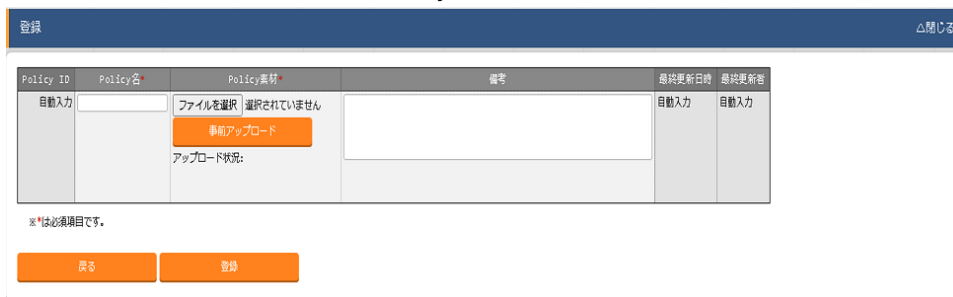 登録
△閉じる
Policy ID Policy名* Policy素材* 備考 最終更新日時 最終更新者
自動入力 ファイルを選択 選択されていません 自動入力 自動入力
事前アップロード
アップロード状況:
※*は必須項目です。
戻る 登録